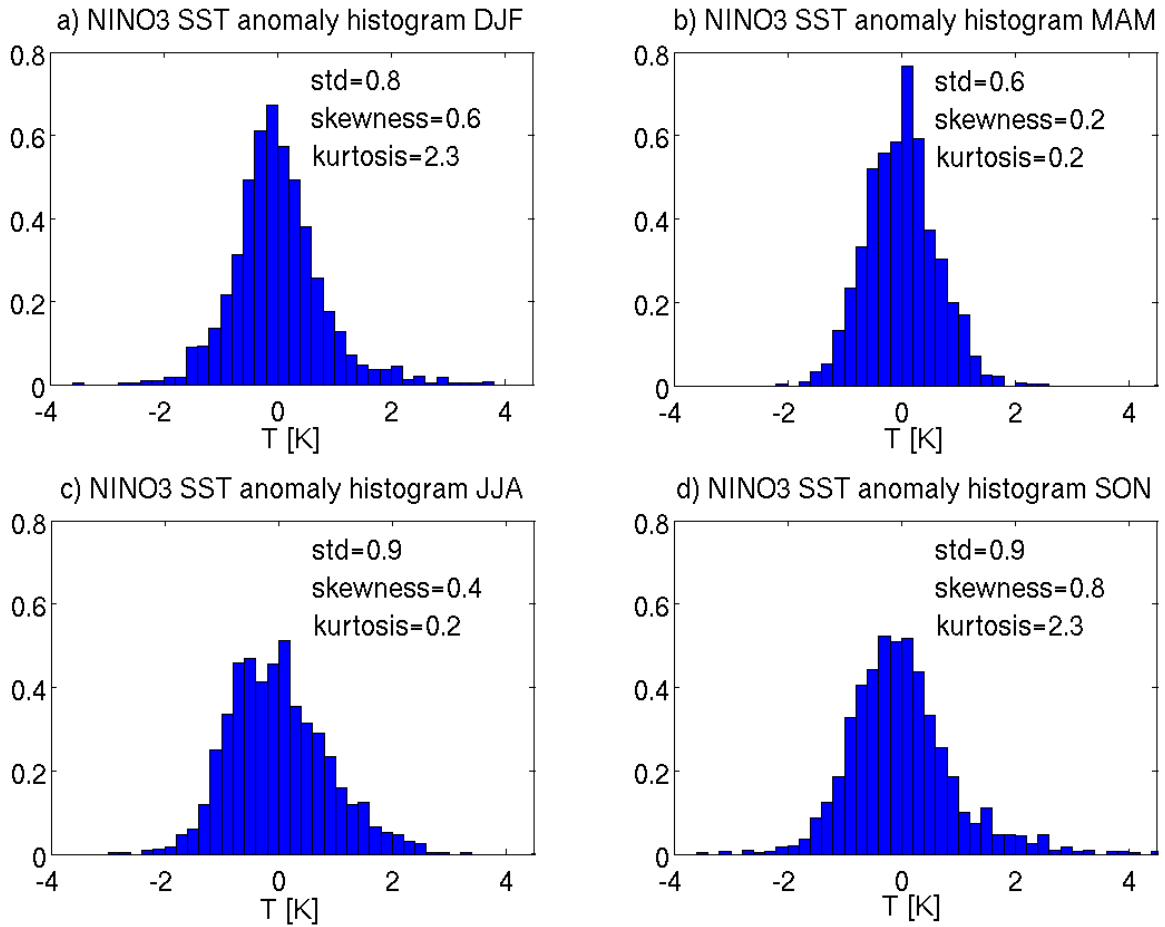 a) NINO3 SST anomaly histogram DJF
0.8
0.6
0.4
0.2
0
std=0.8
skewness=0.6
kurtosis=2.3
-4 -2 0 2 4
T [K]
b) NINO3 SST anomaly histogram MAM
0.8
0.6
0.4
0.2
0
std=0.6
skewness=0.2
kurtosis=0.2
-4 -2 0 2 4
T [K]
c) NINO3 SST anomaly histogram JJA
0.8
0.6
0.4
0.2
0
std=0.9
skewness=0.4
kurtosis=0.2
-4 -2 0 2 4
T [K]
d) NINO3 SST anomaly histogram SON
0.8
0.6
0.4
0.2
0
std=0.9
skewness=0.8
kurtosis=2.3
-4 -2 0 2 4
T [K]